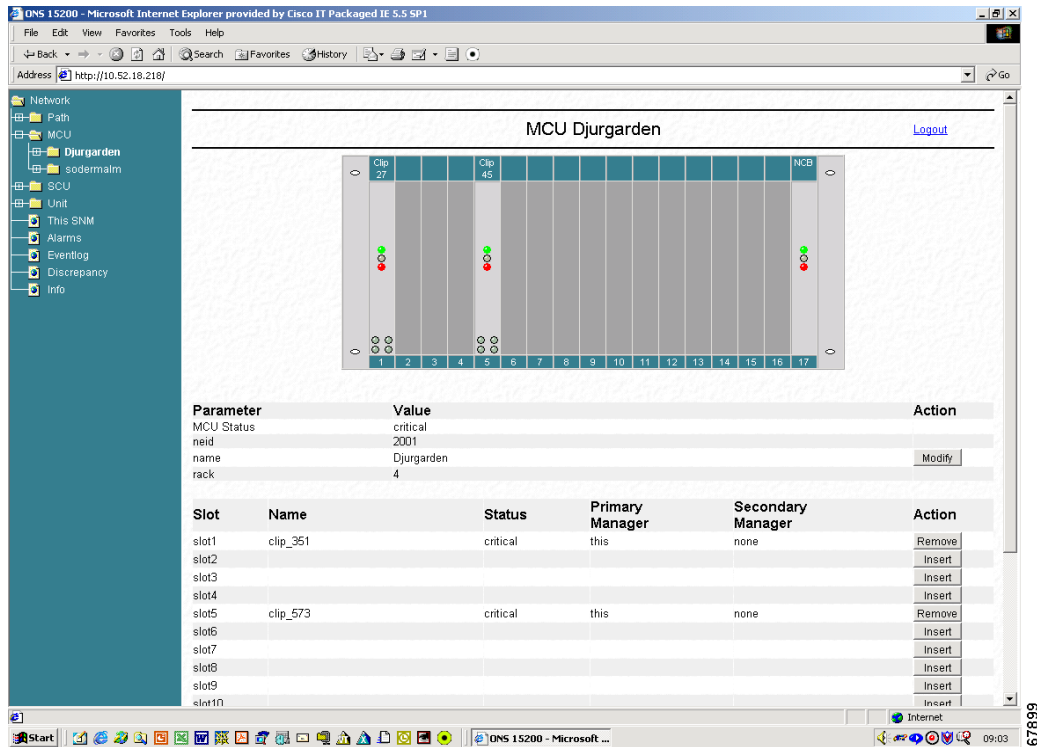 ONS 15200 - Microsoft Internet Explorer provided by Cisco IT Packaged IE 5.5 SP1
File Edit View Favorites Tools Help
Back Search Favorites History
Address http://10.52.18.218/ Go
Network
Path
MCU
Djurgarden
sodermalm
SCU
Unit
This SNM
Alarms
Eventlog
Discrepancy
Info
MCU Djurgarden Logout
Clip 27 Clip 45 NCB
1 2 3 4 5 6 7 8 9 10 11 12 13 14 15 16 17
Parameter Value Action
MCU Status critical
neid 2001
name Djurgarden Modify
rack 4
Slot Name Status Primary Manager Secondary Manager Action
slot1 clip_351 critical this none Remove
slot2 Insert
slot3 Insert
slot4 Insert
slot5 clip_573 critical this none Remove
slot6 Insert
slot7 Insert
slot8 Insert
slot9 Insert
slot10 Insert
Internet
Start ONS 15200 - Microsoft ... 09:03
67899